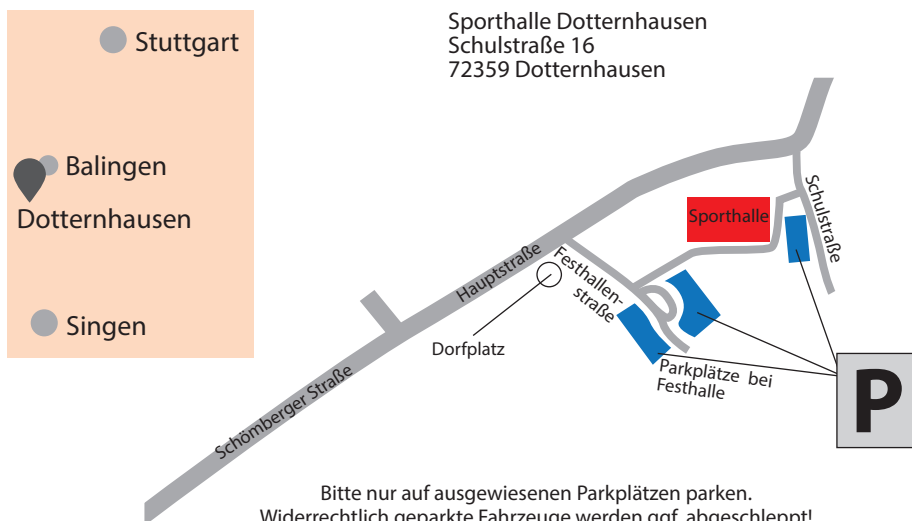 Sporthalle Dotternhausen
Schulstraße 16
72359 Dotternhausen
Stuttgart
Balingen
Dotternhausen
Singen
Sporthalle
Schulstraße
Hauptstraße
Festhallen-
straße
Dorfplatz
Schömberger Straße
Parkplätze bei
Festhalle
P
Bitte nur auf ausgewiesenen Parkplätzen parken.
Widerrechtlich geparkte Fahrzeuge werden ggf. abgeschleppt!